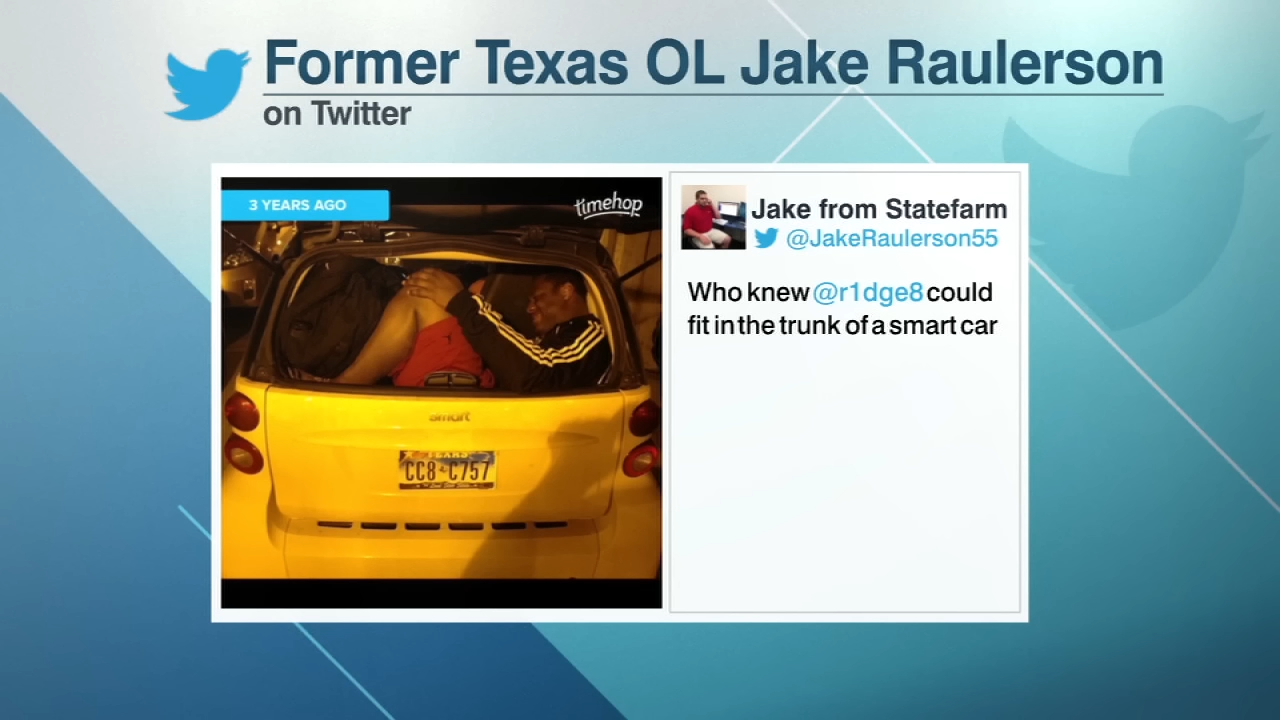 Former Texas OL Jake Raulerson
on Twitter
3 YEARS AGO
timehop
Jake from Statefarm
@JakeRaulerson55
Who knew @r1dge8 could
fit in the trunk of a smart car
smart
TEXAS
CC8 C757